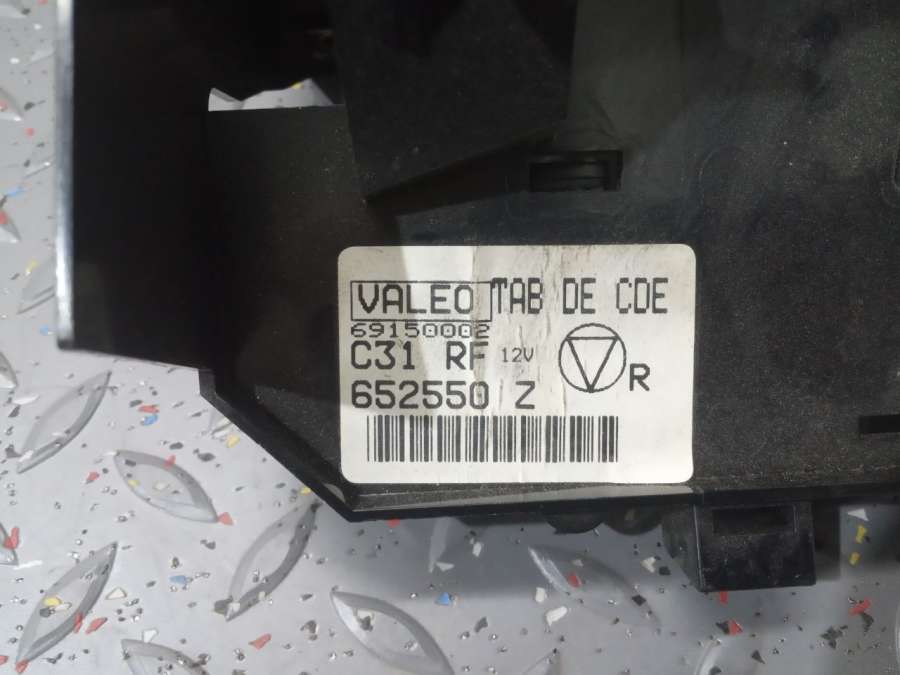 VALEO TAB DE CDE
69150002
C31 RF 12V
R
652550 Z